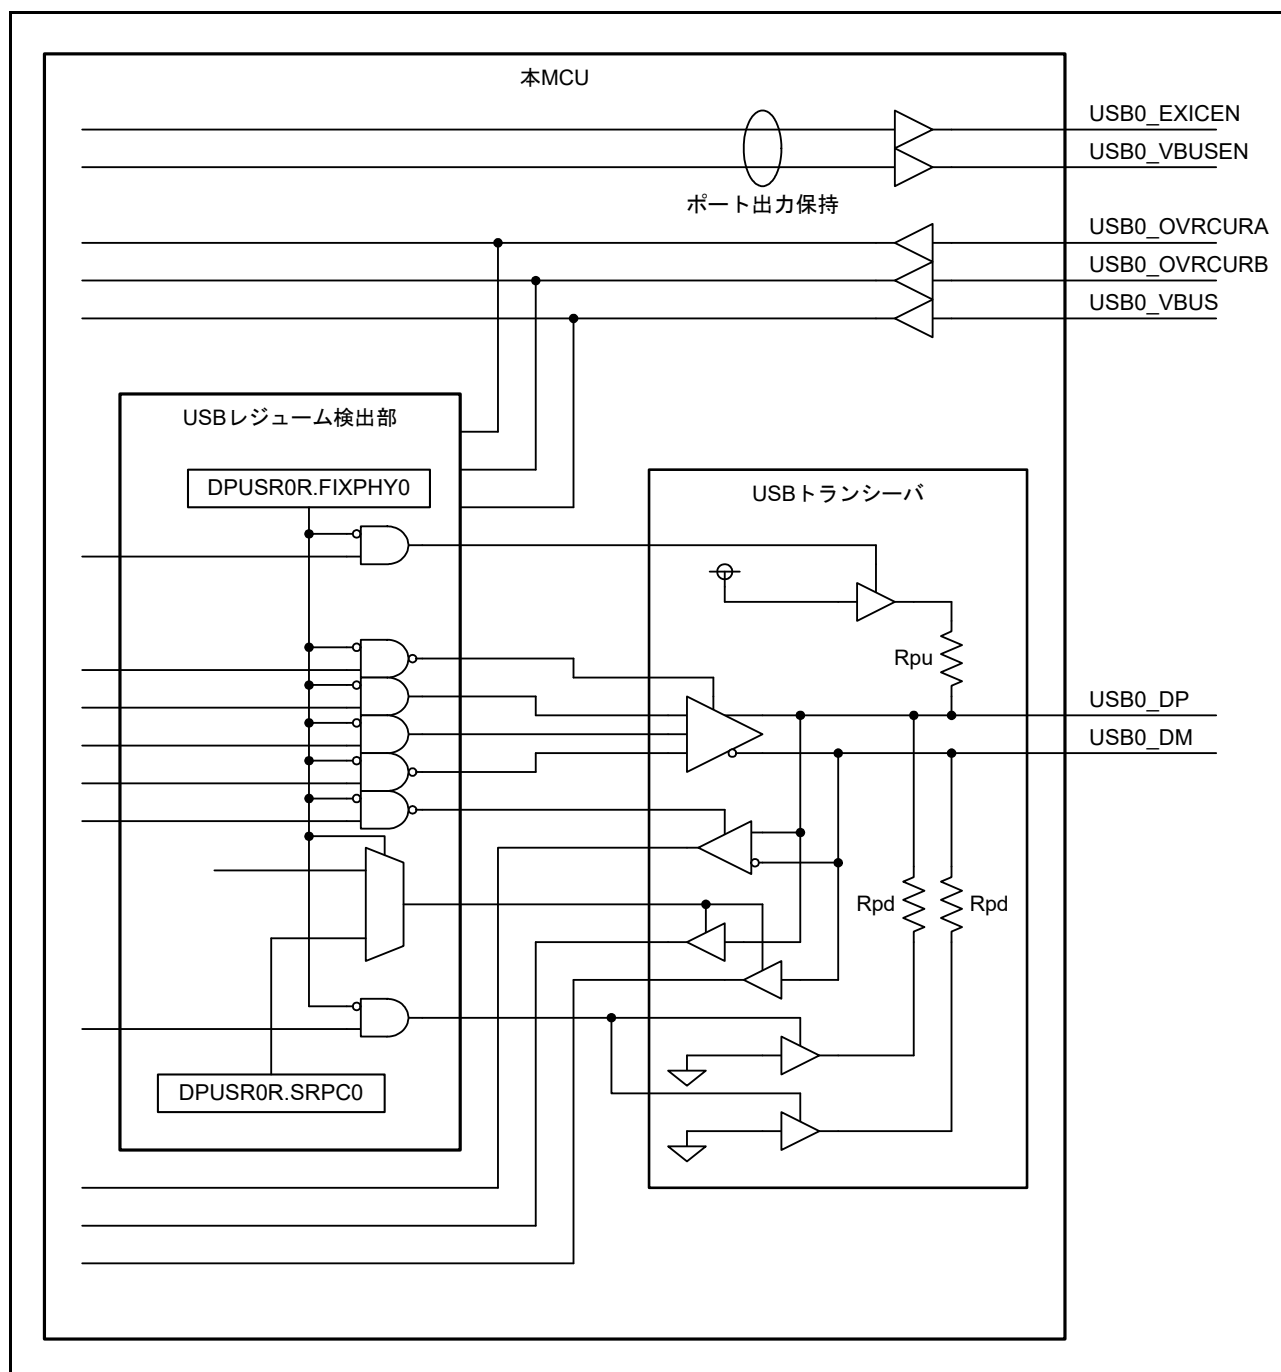 本MCU
USB0_EXICEN
USB0_VBUSEN
ポート出力保持
USB0_OVRCURA
USB0_OVRCURB
USB0_VBUS
USBレジューム検出部
DPUSR0R.FIXPHY0
USBトランシーバ
Rpu
USB0_DP
USB0_DM
Rpd
Rpd
DPUSR0R.SRPC0